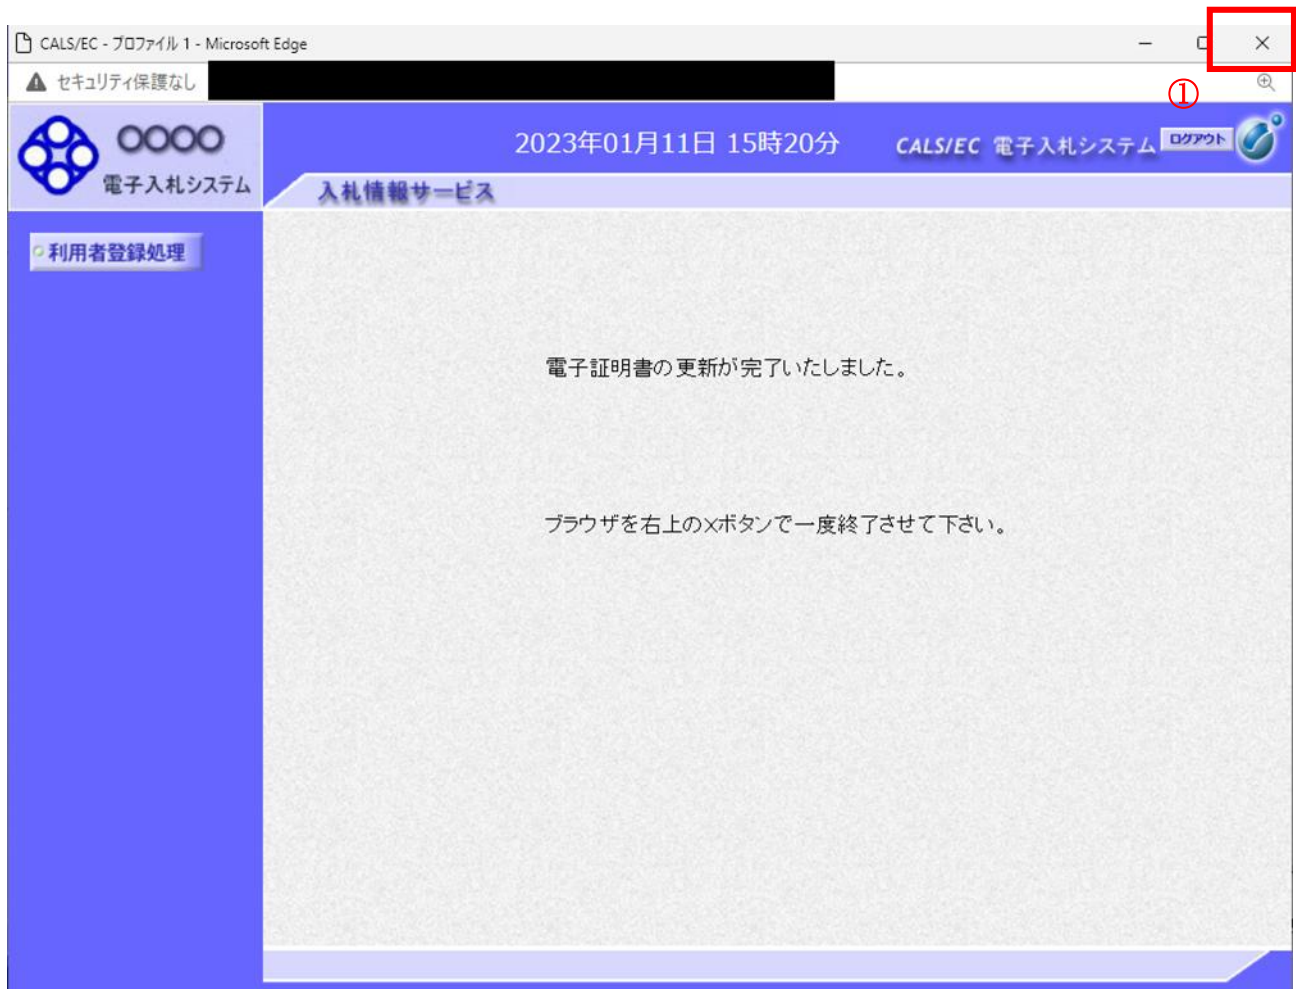 CALS/EC - プロファイル 1 - Microsoft Edge
セキュリティ保護なし
①
〇〇〇〇
電子入札システム
2023年01月11日 15時20分
CALS/EC 電子入札システム
ログアウト
入札情報サービス
利用者登録処理
電子証明書の更新が完了いたしました。
ブラウザを右上の×ボタンで一度終了させて下さい。